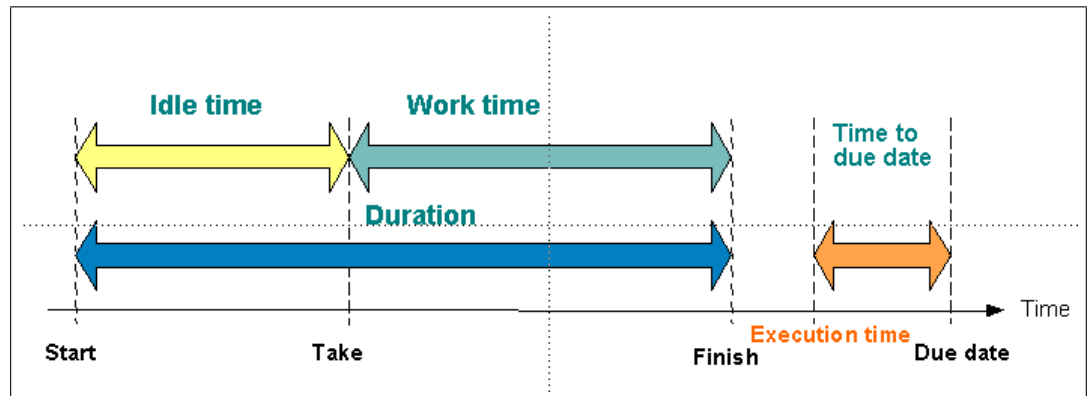 Idle time
Work time
Time to
due date
Duration
Time
Execution time
Start
Take
Finish
Due date